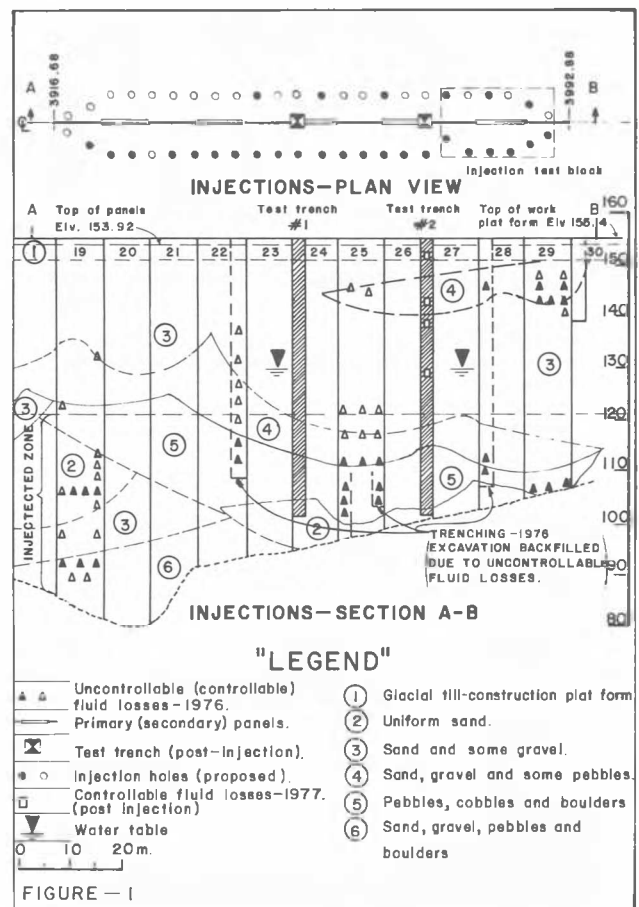 A
3916.68
3992.88
B
℄
Injection test block
INJECTIONS—PLAN VIEW
A
Top of panels
Elv. 153.92
Test trench
#1
Test trench
#2
Top of work
plat form Elv 155.14
B
160
150
140
130
120
110
100
90
80
1 19 20 21 22 23 24 25 26 27 28 29 30
3
4
3
3
4
2
5
5
3
2
6
INJECTED ZONE
TRENCHING-1976
EXCAVATION BACKFILLED
DUE TO UNCONTROLLABLE
FLUID LOSSES.
INJECTIONS—SECTION A-B
"LEGEND"
Uncontrollable (controllable)
fluid losses-1976.
Primary (secondary) panels.
Test trench (post-injection).
Injection holes (proposed).
Controllable fluid losses-1977.
(post injection)
Water table
0 10 20m.
1 Glacial till-construction plat form
2 Uniform sand.
3 Sand and some gravel.
4 Sand, gravel and some pebbles.
5 Pebbles, cobbles and boulders
6 Sand, gravel, pebbles and
boulders
FIGURE - I